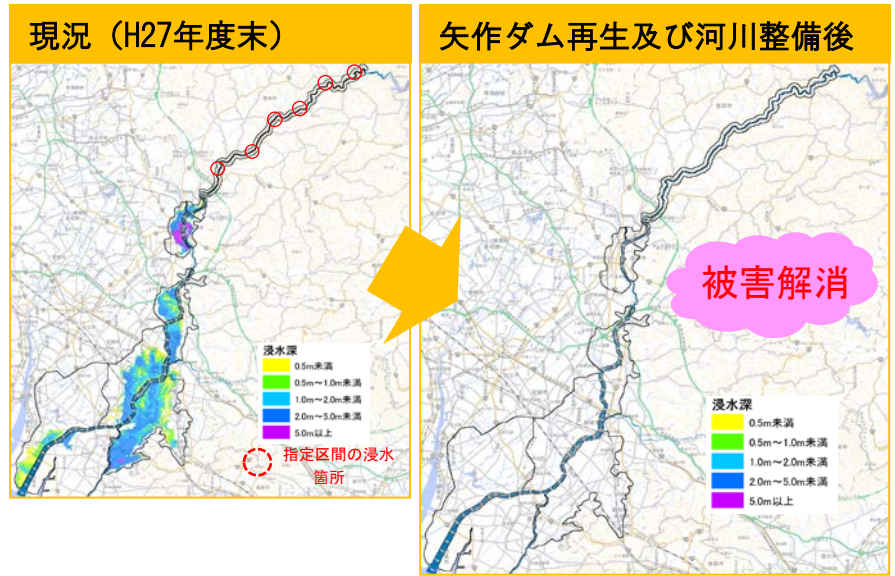 現況（H27年度末）
浸水深
0.5m未満
0.5m～1.0m未満
1.0m～2.0m未満
2.0m～5.0m未満
5.0m以上
指定区間の浸水
箇所
矢作ダム再生及び河川整備後
被害解消
浸水深
0.5m未満
0.5m～1.0m未満
1.0m～2.0m未満
2.0m～5.0m未満
5.0m以上